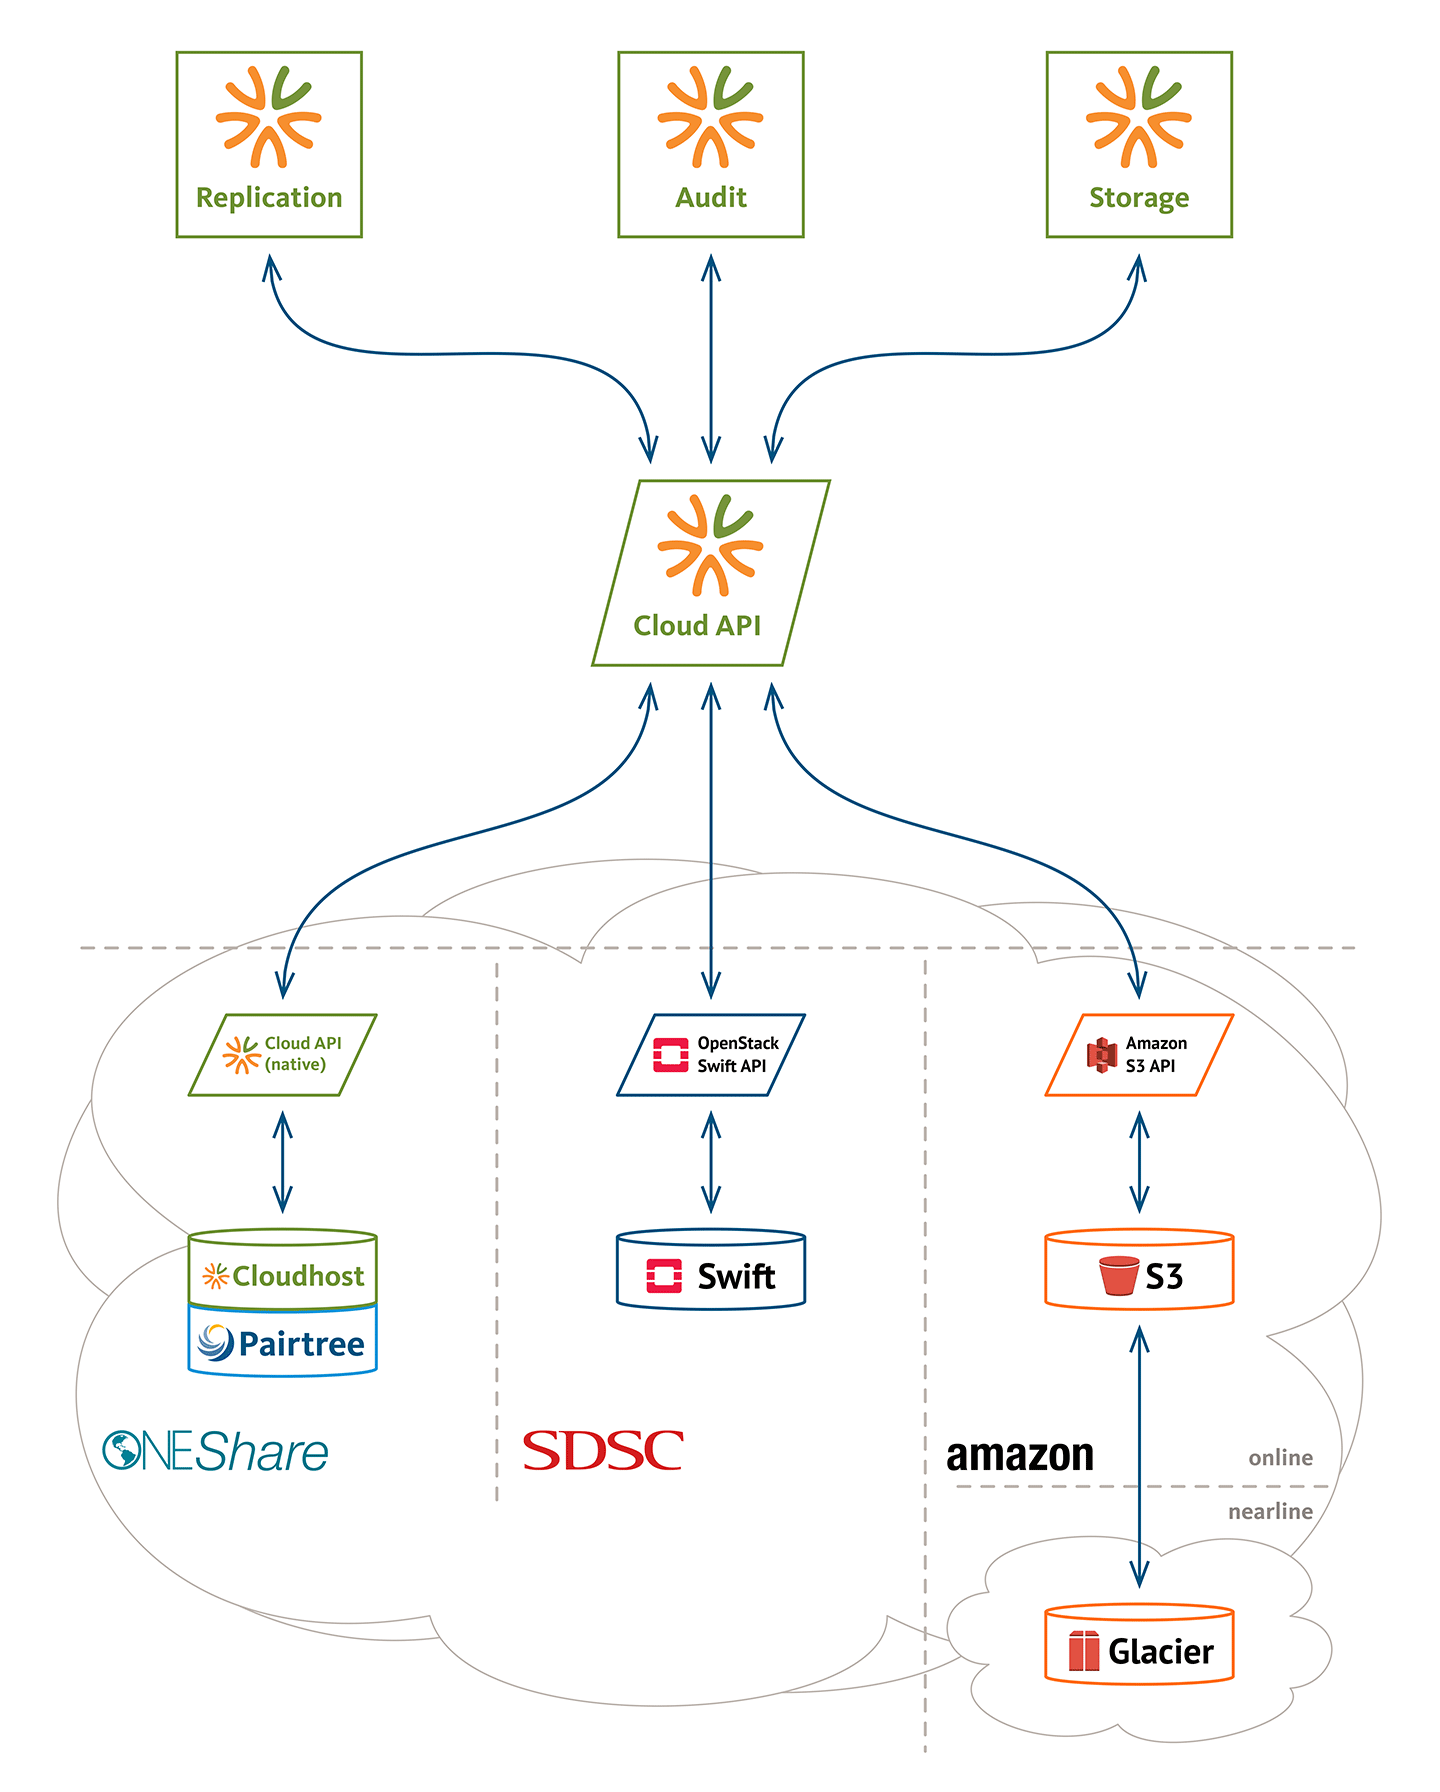 Replication
Audit
Storage
Cloud API
Cloud API
(native)
OpenStack
Swift API
Amazon
S3 API
Cloudhost
Pairtree
Swift
S3
ONEShare
SDSC
amazon
online
nearline
Glacier